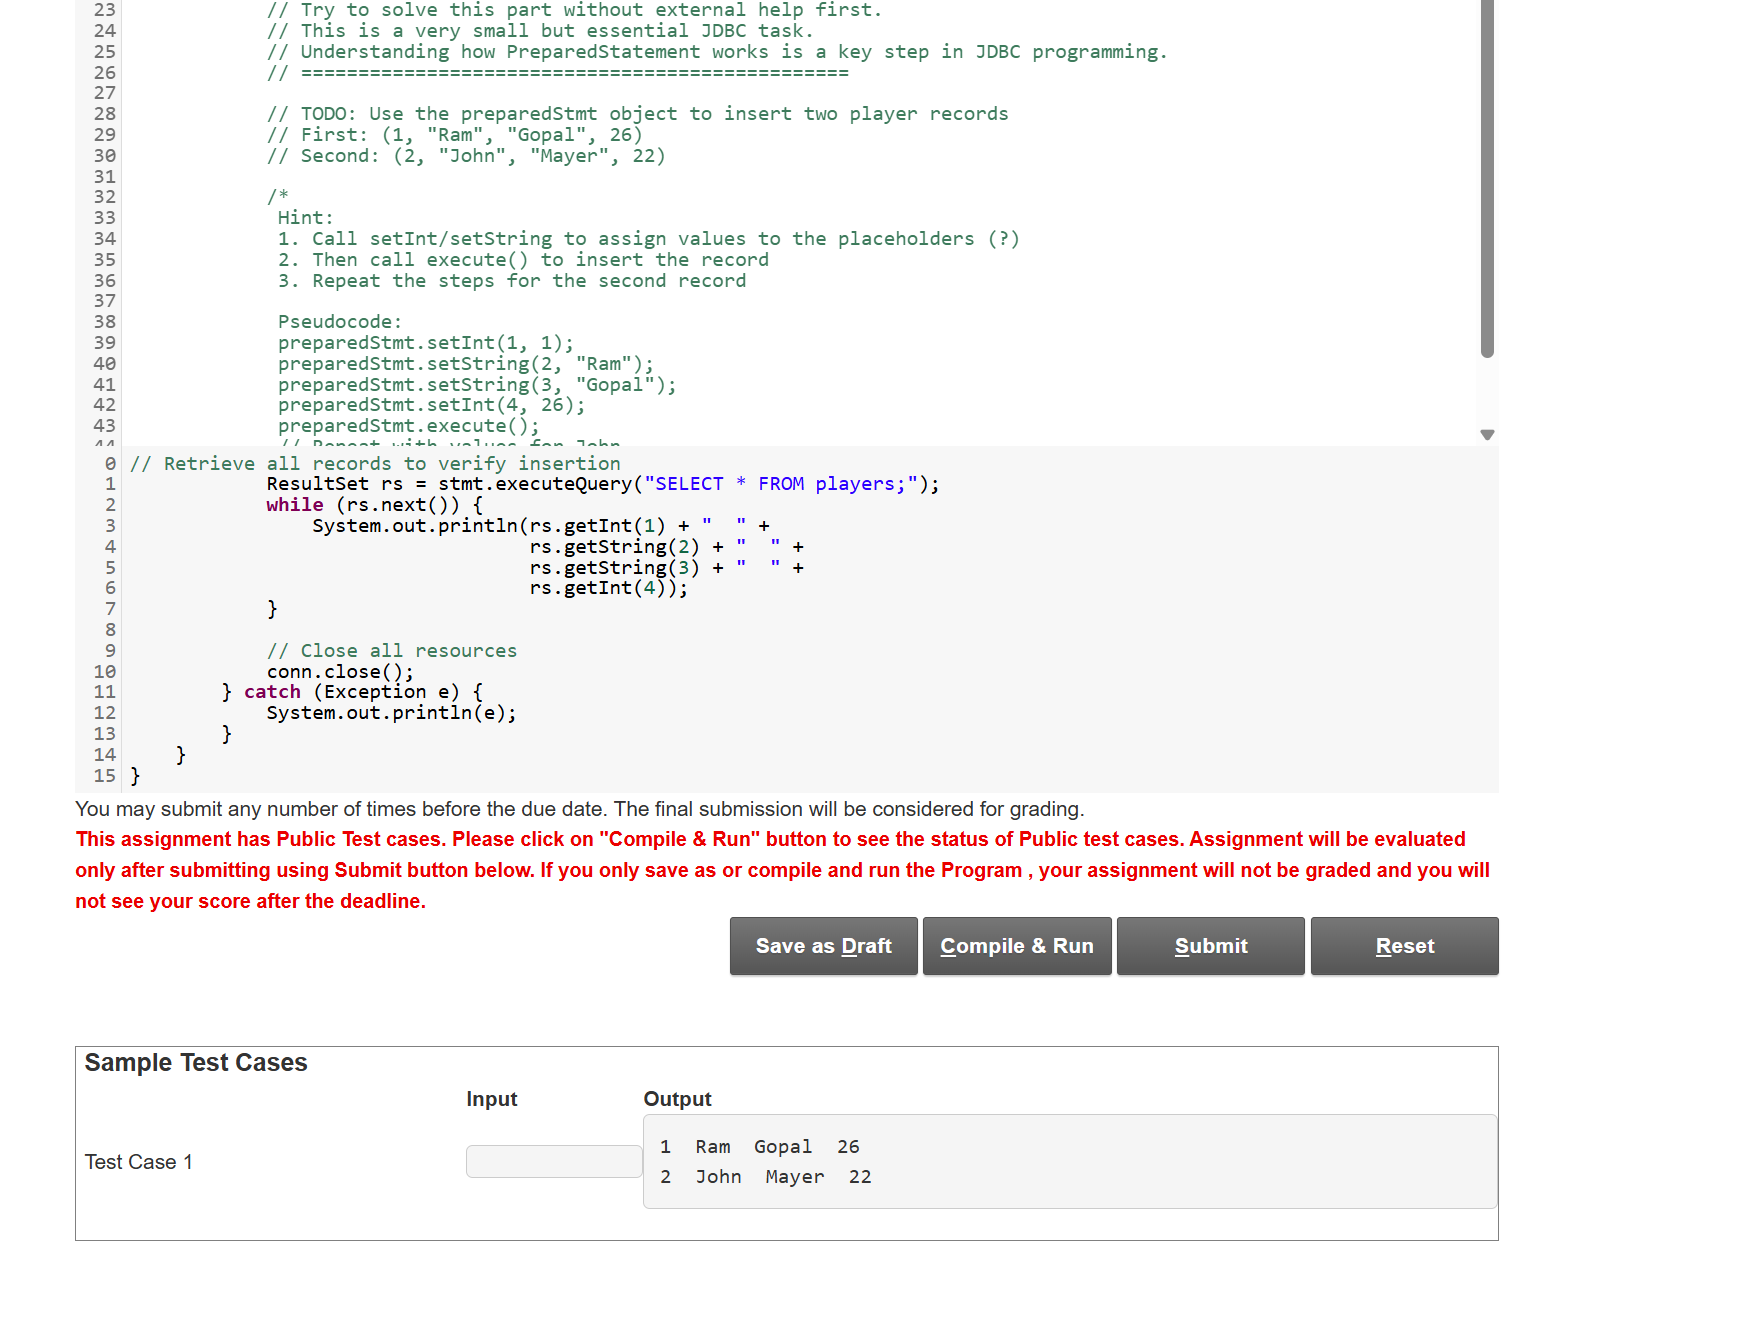 23 // Try to solve this part without external help first.
24 // This is a very small but essential JDBC task.
25 // Understanding how PreparedStatement works is a key step in JDBC programming.
26 // ================================================
27
28 // TODO: Use the preparedStmt object to insert two player records
29 // First: (1, "Ram", "Gopal", 26)
30 // Second: (2, "John", "Mayer", 22)
31
32 /*
33 Hint:
34 1. Call setInt/setString to assign values to the placeholders (?)
35 2. Then call execute() to insert the record
36 3. Repeat the steps for the second record
37
38 Pseudocode:
39 preparedStmt.setInt(1, 1);
40 preparedStmt.setString(2, "Ram");
41 preparedStmt.setString(3, "Gopal");
42 preparedStmt.setInt(4, 26);
43 preparedStmt.execute();
44 // Repeat with values for John
0 // Retrieve all records to verify insertion
1 ResultSet rs = stmt.executeQuery("SELECT * FROM players;");
2 while (rs.next()) {
3 System.out.println(rs.getInt(1) + "  " +
4 rs.getString(2) + "  " +
5 rs.getString(3) + "  " +
6 rs.getInt(4));
7 }
8
9 // Close all resources
10 conn.close();
11 } catch (Exception e) {
12 System.out.println(e);
13 }
14 }
15 }
You may submit any number of times before the due date. The final submission will be considered for grading.
This assignment has Public Test cases. Please click on "Compile & Run" button to see the status of Public test cases. Assignment will be evaluated
only after submitting using Submit button below. If you only save as or compile and run the Program , your assignment will not be graded and you will
not see your score after the deadline.
Save as Draft Compile & Run Submit Reset
Sample Test Cases
Input Output
Test Case 1
1  Ram  Gopal  26
2  John  Mayer  22